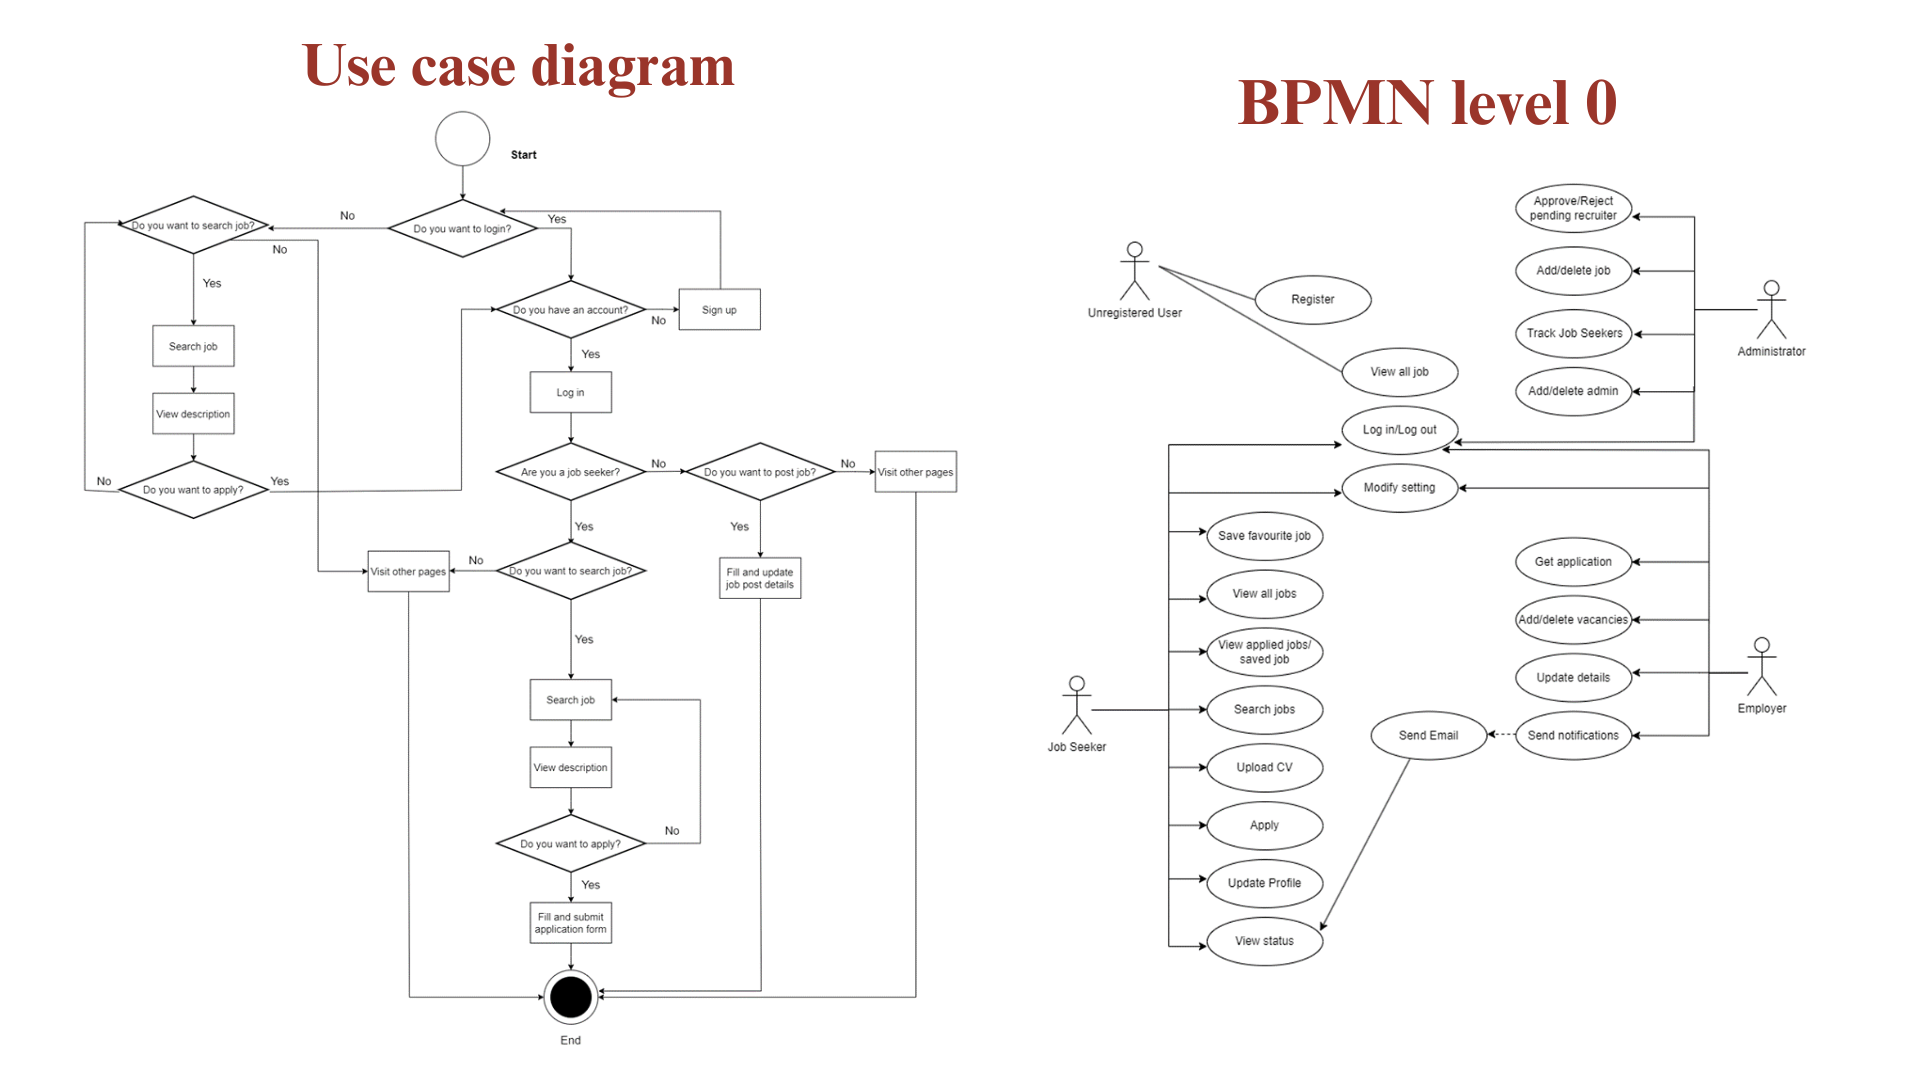 Use case diagram
Start
Do you want to search job?
No
Do you want to login?
Yes
No
Yes
Do you have an account?
No
Sign up
Yes
Search job
Log in
View description
No
Do you want to apply?
Yes
Are you a job seeker?
No
Do you want to post job?
No
Visit other pages
Yes
Yes
Visit other pages
No
Do you want to search job?
Fill and update
job post details
Yes
Search job
View description
Do you want to apply?
No
Yes
Fill and submit
application form
End
BPMN level 0
Unregistered User
Register
View all job
Approve/Reject
pending recruiter
Add/delete job
Track Job Seekers
Add/delete admin
Administrator
Log in/Log out
Modify setting
Save favourite job
View all jobs
View applied jobs/
saved job
Search jobs
Upload CV
Apply
Update Profile
View status
Job Seeker
Get application
Add/delete vacancies
Update details
Send notifications
Send Email
Employer